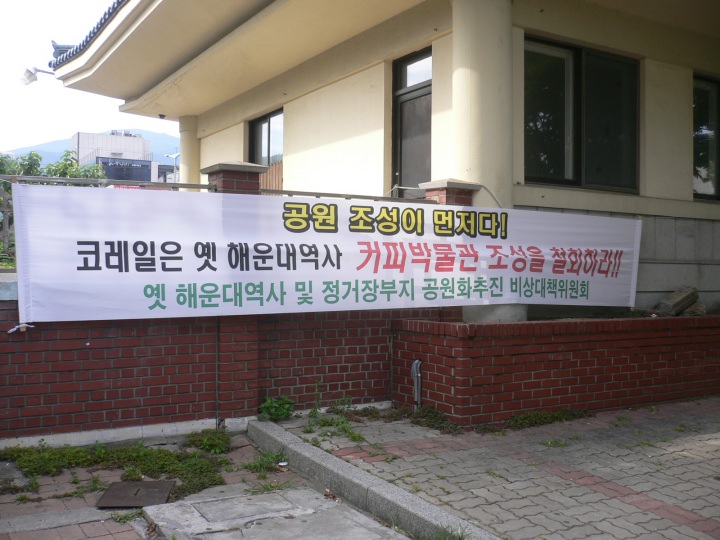 공원 조성이 먼저다!
코레일은 옛 해운대역사 커피박물관 조성을 철회하라!!
옛 해운대역사 및 정거장부지 공원화추진 비상대책위원회